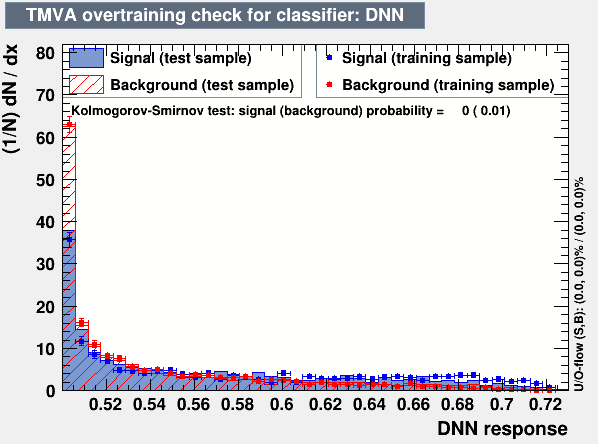 TMVA overtraining check for classifier: DNN
(1/N) dN / dx
80
70
60
50
40
30
20
10
0
Signal (test sample)
Background (test sample)
Signal (training sample)
Background (training sample)
Kolmogorov-Smirnov test: signal (background) probability = 0 ( 0.01)
U/O-flow (S,B): (0.0, 0.0)% / (0.0, 0.0)%
0.52 0.54 0.56 0.58 0.6 0.62 0.64 0.66 0.68 0.7 0.72
DNN response